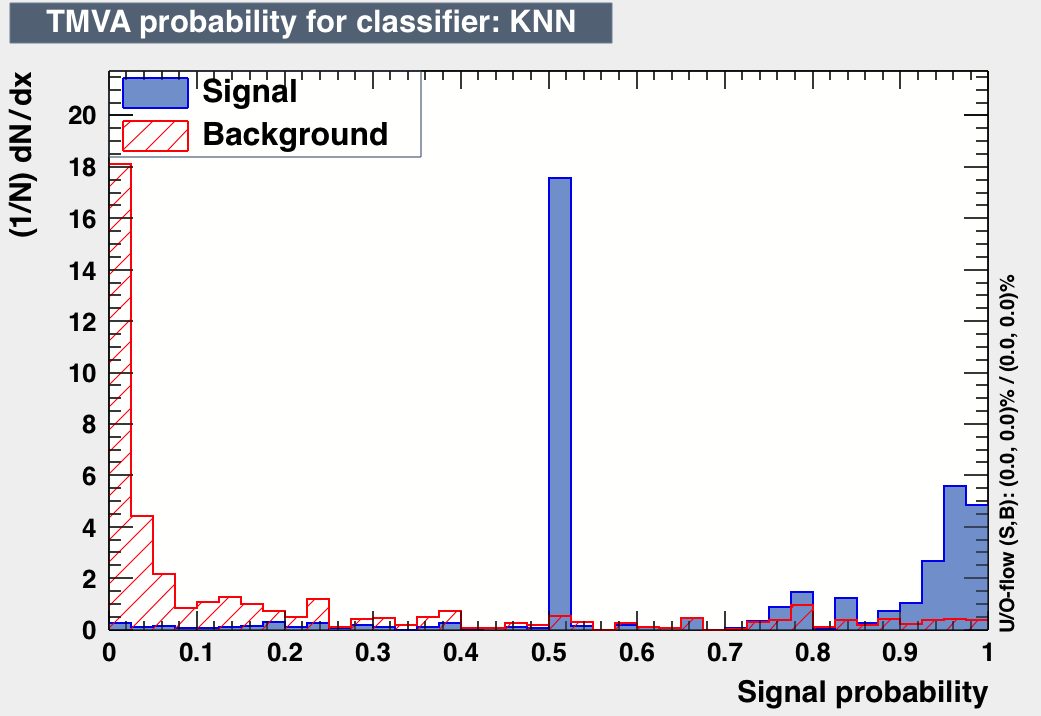 TMVA probability for classifier: KNN
(1/N) dN/dx
Signal
Background
20
18
16
14
12
10
8
6
4
2
0
0 0.1 0.2 0.3 0.4 0.5 0.6 0.7 0.8 0.9 1
Signal probability
U/O-flow (S,B): (0.0, 0.0)% / (0.0, 0.0)%